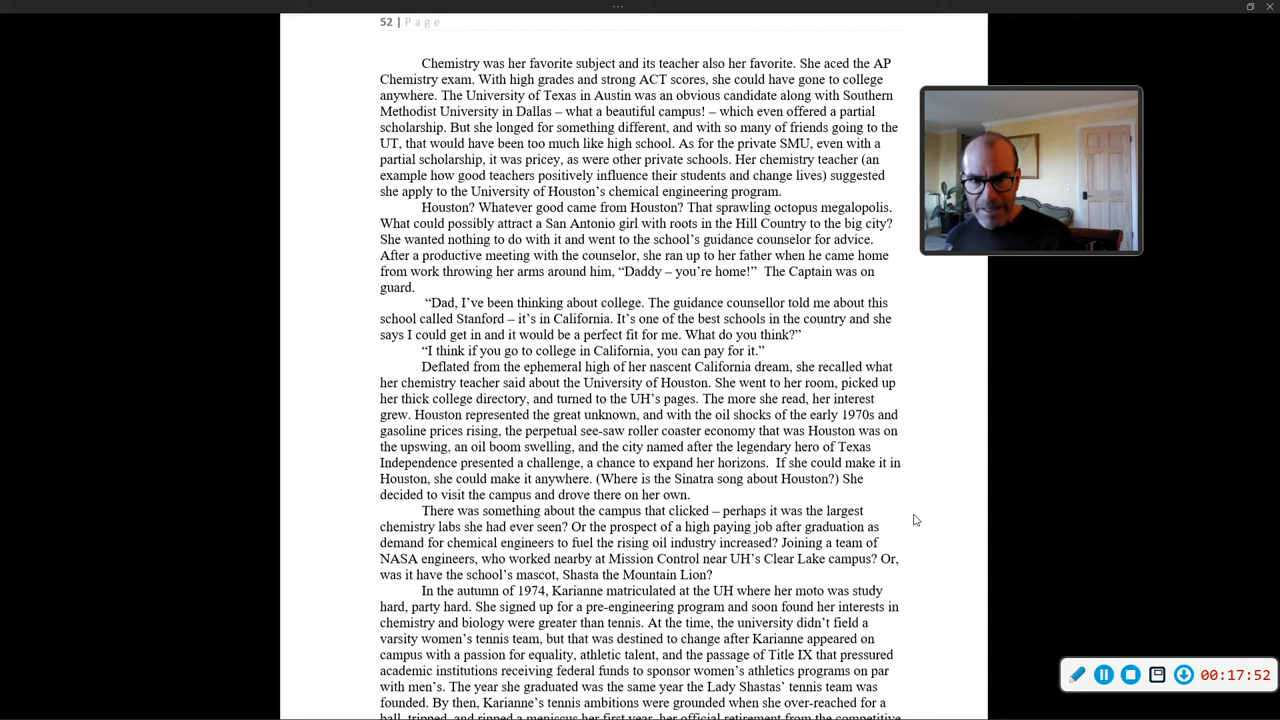 52 | Page
Chemistry was her favorite subject and its teacher also her favorite. She aced the AP
Chemistry exam. With high grades and strong ACT scores, she could have gone to college
anywhere. The University of Texas in Austin was an obvious candidate along with Southern
Methodist University in Dallas – what a beautiful campus! – which even offered a partial
scholarship. But she longed for something different, and with so many of friends going to the
UT, that would have been too much like high school. As for the private SMU, even with a
partial scholarship, it was pricey, as were other private schools. Her chemistry teacher (an
example how good teachers positively influence their students and change lives) suggested
she apply to the University of Houston’s chemical engineering program.
Houston? Whatever good came from Houston? That sprawling octopus megalopolis.
What could possibly attract a San Antonio girl with roots in the Hill Country to the big city?
She wanted nothing to do with it and went to the school’s guidance counselor for advice.
After a productive meeting with the counselor, she ran up to her father when he came home
from work throwing her arms around him, “Daddy – you’re home!”  The Captain was on
guard.
“Dad, I’ve been thinking about college. The guidance counsellor told me about this
school called Stanford – it’s in California. It’s one of the best schools in the country and she
says I could get in and it would be a perfect fit for me. What do you think?”
“I think if you go to college in California, you can pay for it.”
Deflated from the ephemeral high of her nascent California dream, she recalled what
her chemistry teacher said about the University of Houston. She went to her room, picked up
her thick college directory, and turned to the UH’s pages. The more she read, her interest
grew. Houston represented the great unknown, and with the oil shocks of the early 1970s and
gasoline prices rising, the perpetual see-saw roller coaster economy that was Houston was on
the upswing, an oil boom swelling, and the city named after the legendary hero of Texas
Independence presented a challenge, a chance to expand her horizons.  If she could make it in
Houston, she could make it anywhere. (Where is the Sinatra song about Houston?) She
decided to visit the campus and drove there on her own.
There was something about the campus that clicked – perhaps it was the largest
chemistry labs she had ever seen? Or the prospect of a high paying job after graduation as
demand for chemical engineers to fuel the rising oil industry increased? Joining a team of
NASA engineers, who worked nearby at Mission Control near UH’s Clear Lake campus? Or,
was it have the school’s mascot, Shasta the Mountain Lion?
In the autumn of 1974, Karianne matriculated at the UH where her moto was study
hard, party hard. She signed up for a pre-engineering program and soon found her interests in
chemistry and biology were greater than tennis. At the time, the university didn’t field a
varsity women’s tennis team, but that was destined to change after Karianne appeared on
campus with a passion for equality, athletic talent, and the passage of Title IX that pressured
academic institutions receiving federal funds to sponsor women’s athletics programs on par
with men’s. The year she graduated was the same year the Lady Shastas’ tennis team was
founded. By then, Karianne’s tennis ambitions were grounded when she over-reached for a
ball, tripped, and ripped a meniscus her first year, her official retirement from the competitive
00:17:52